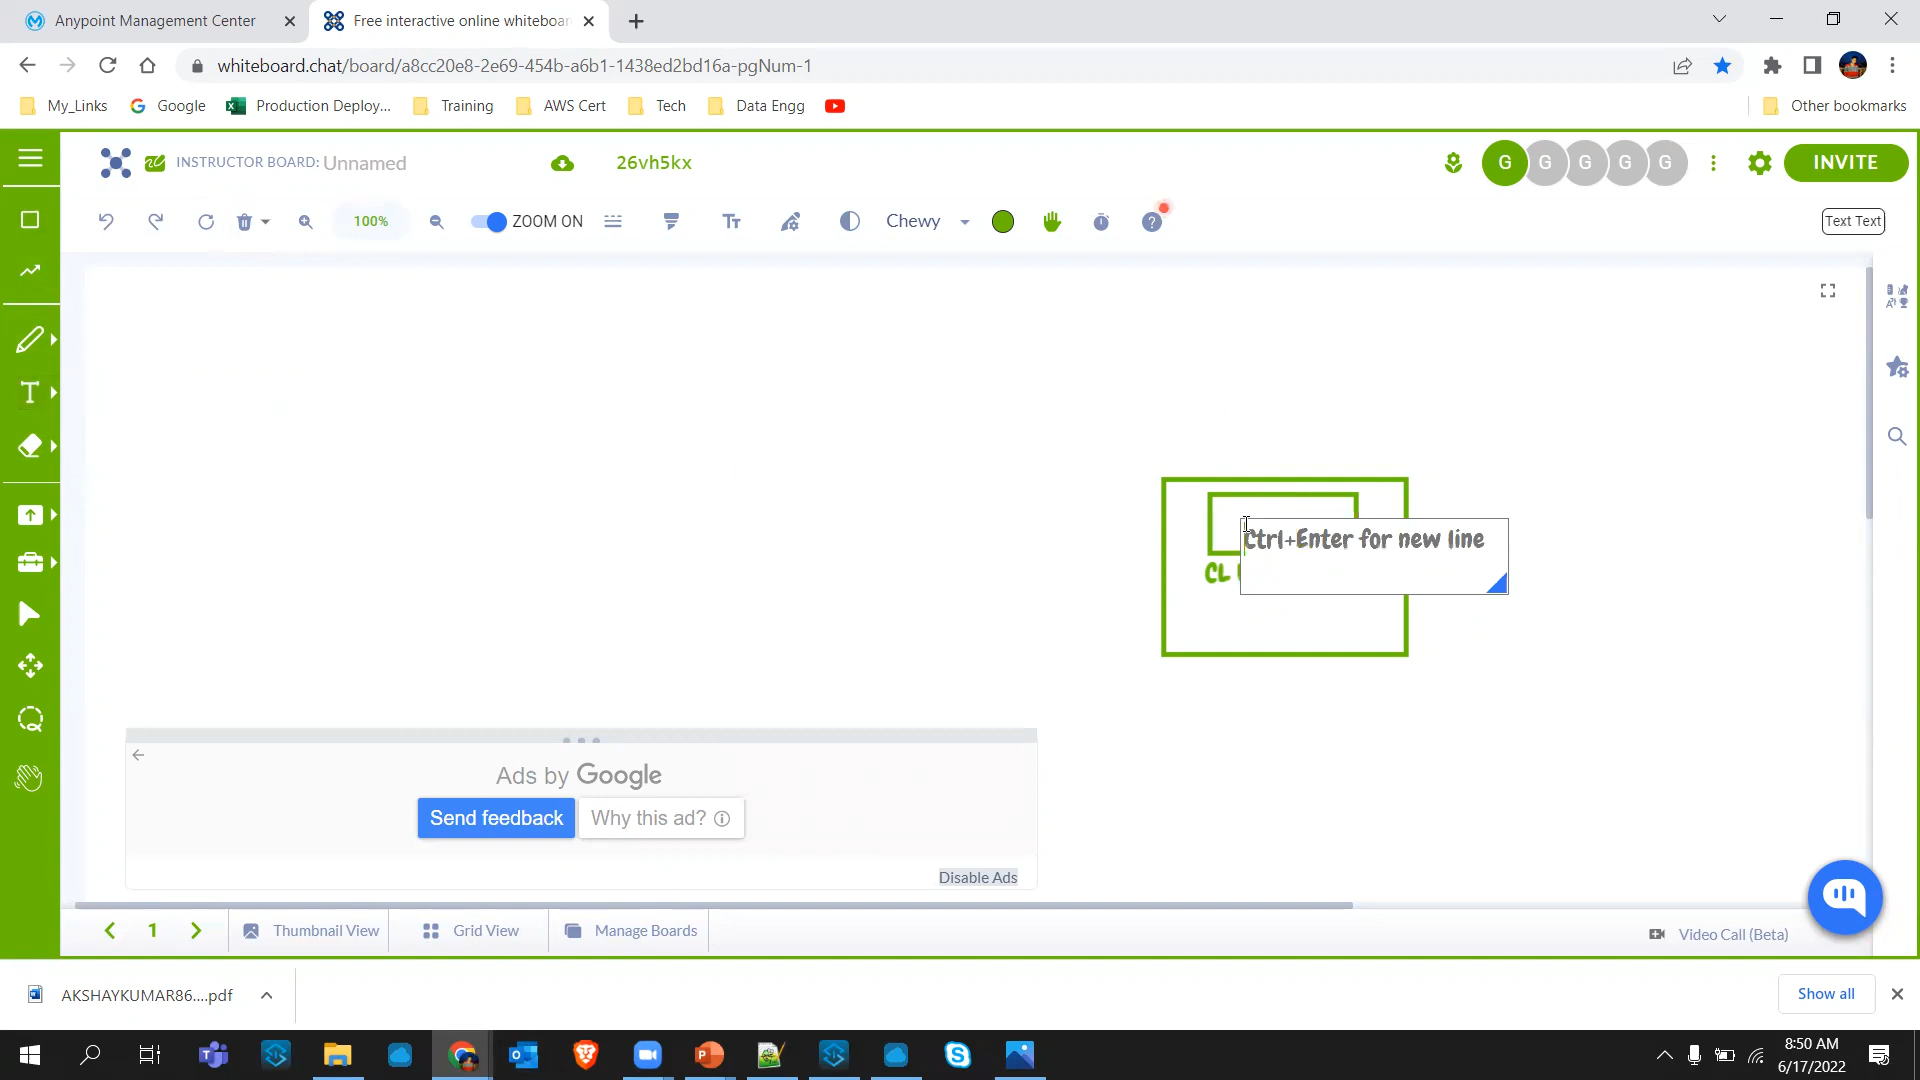 Anypoint Management Center
Free interactive online whiteboar
whiteboard.chat/board/a8cc20e8-2e69-454b-a6b1-1438ed2bd16a-pgNum-1
My_Links
Google
Production Deploy...
Training
AWS Cert
Tech
Data Engg
Other bookmarks
INSTRUCTOR BOARD: Unnamed
26vh5kx
G
G
G
G
G
INVITE
100%
ZOOM ON
Chewy
Text Text
Ctrl+Enter for new line
CL
Ads by Google
Send feedback
Why this ad?
Disable Ads
1
Thumbnail View
Grid View
Manage Boards
Video Call (Beta)
AKSHAYKUMAR86....pdf
Show all
8:50 AM
6/17/2022